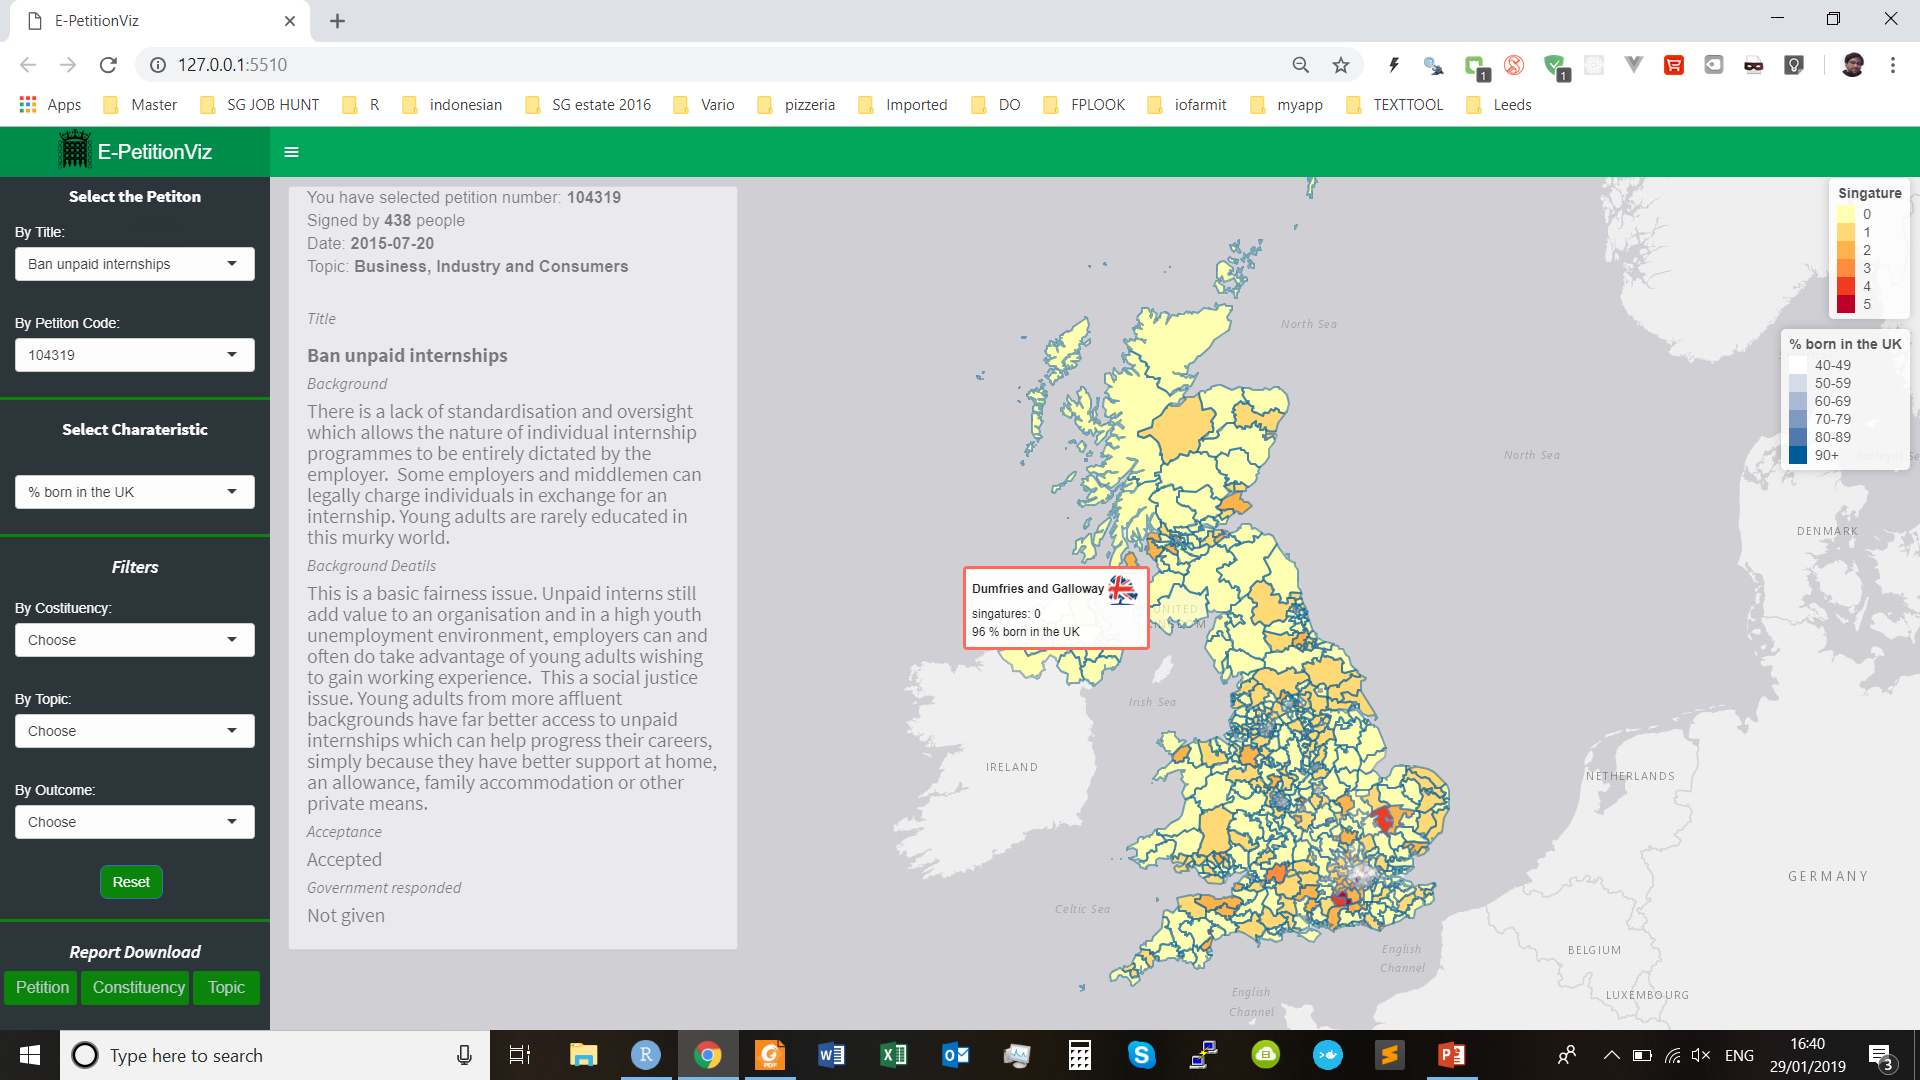 E-PetitionViz
127.0.0.1:5510
1
1
Apps
Master
SG JOB HUNT
R
indonesian
SG estate 2016
Vario
pizzeria
Imported
DO
FPLOOK
iofarmit
myapp
TEXTTOOL
Leeds
E-PetitionViz
Select the Petiton
By Title:
Ban unpaid internships
By Petiton Code:
104319
Select Charateristic
% born in the UK
Filters
By Costituency:
Choose
By Topic:
Choose
By Outcome:
Choose
Reset
Report Download
Petition
Constituency
Topic
You have selected petition number: 104319
Signed by 438 people
Date: 2015-07-20
Topic: Business, Industry and Consumers
Title
Ban unpaid internships
Background
There is a lack of standardisation and oversight
which allows the nature of individual internship
programmes to be entirely dictated by the
employer.  Some employers and middlemen can
legally charge individuals in exchange for an
internship. Young adults are rarely educated in
this murky world.
Background Deatils
This is a basic fairness issue. Unpaid interns still
add value to an organisation and in a high youth
unemployment environment, employers can and
often do take advantage of young adults wishing
to gain working experience.  This a social justice
issue. Young adults from more affluent
backgrounds have far better access to unpaid
internships which can help progress their careers,
simply because they have better support at home,
an allowance, family accommodation or other
private means.
Acceptance
Accepted
Government responded
Not given
North Sea
North Sea
DENMARK
UNITED
Dumfries and Galloway
singatures: 0
96 % born in the UK
Irish Sea
IRELAND
NETHERLANDS
GERMANY
Celtic Sea
English
Channel
BELGIUM
English
Channel
LUXEMBOURG
Singature
0
1
2
3
4
5
% born in the UK
40-49
50-59
60-69
70-79
80-89
90+
Type here to search
ENG
16:40
29/01/2019
3